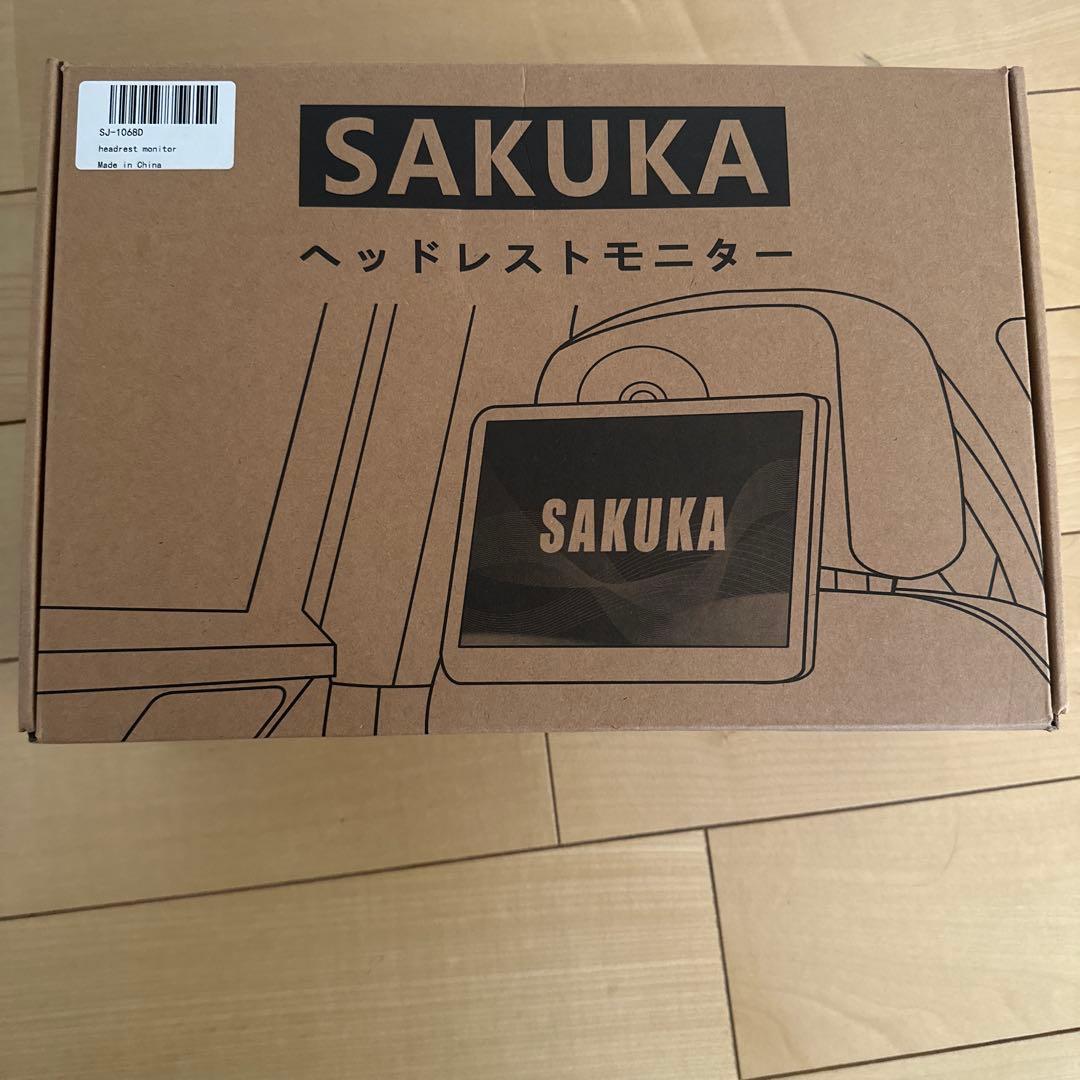 SJ-1068D
headrest monitor
Made in China
SAKUKA
ヘッドレストモニター
SAKUKA